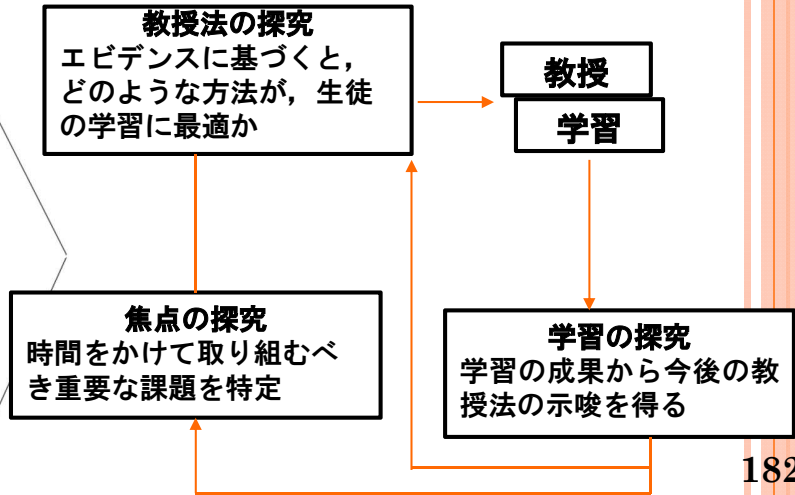 教授法の探究
エビデンスに基づくと，
どのような方法が，生徒
の学習に最適か
教授
学習
焦点の探究
時間をかけて取り組むべ
き重要な課題を特定
学習の探究
学習の成果から今後の教
授法の示唆を得る
182